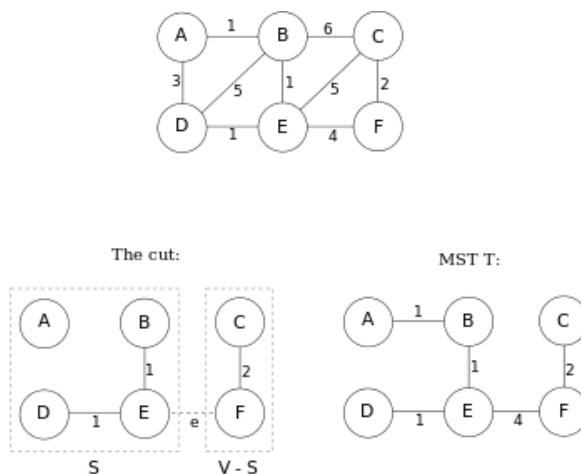 A 1 B 6 C
3 5 1 5 2
D 1 E 4 F
The cut:
MST T:
A B C
1 2
D 1 E e F
S V - S
A 1 B C
1 2
D 1 E 4 F